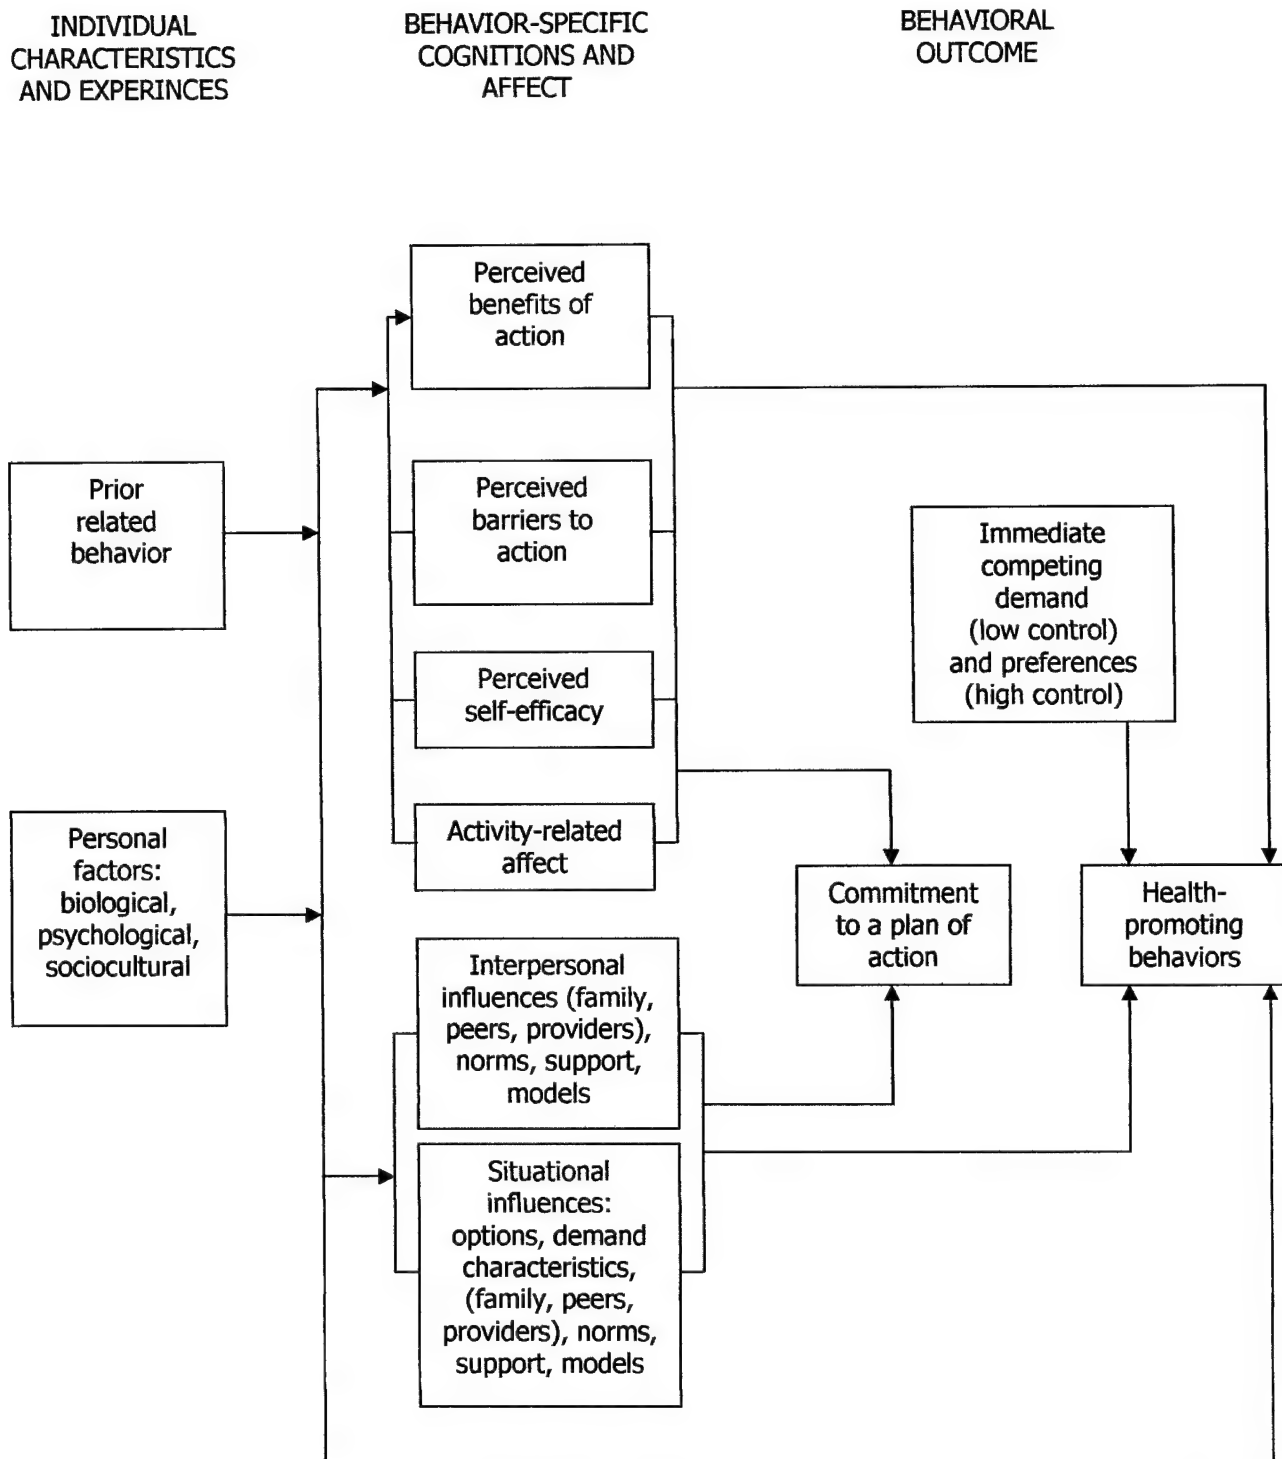 INDIVIDUAL
CHARACTERISTICS
AND EXPERINCES
BEHAVIOR-SPECIFIC
COGNITIONS AND
AFFECT
BEHAVIORAL
OUTCOME
Perceived
benefits of
action
Prior
related
behavior
Perceived
barriers to
action
Immediate
competing
demand
(low control)
and preferences
(high control)
Perceived
self-efficacy
Personal
factors:
biological,
psychological,
sociocultural
Activity-related
affect
Commitment
to a plan of
action
Health-
promoting
behaviors
Interpersonal
influences (family,
peers, providers),
norms, support,
models
Situational
influences:
options, demand
characteristics,
(family, peers,
providers), norms,
support, models